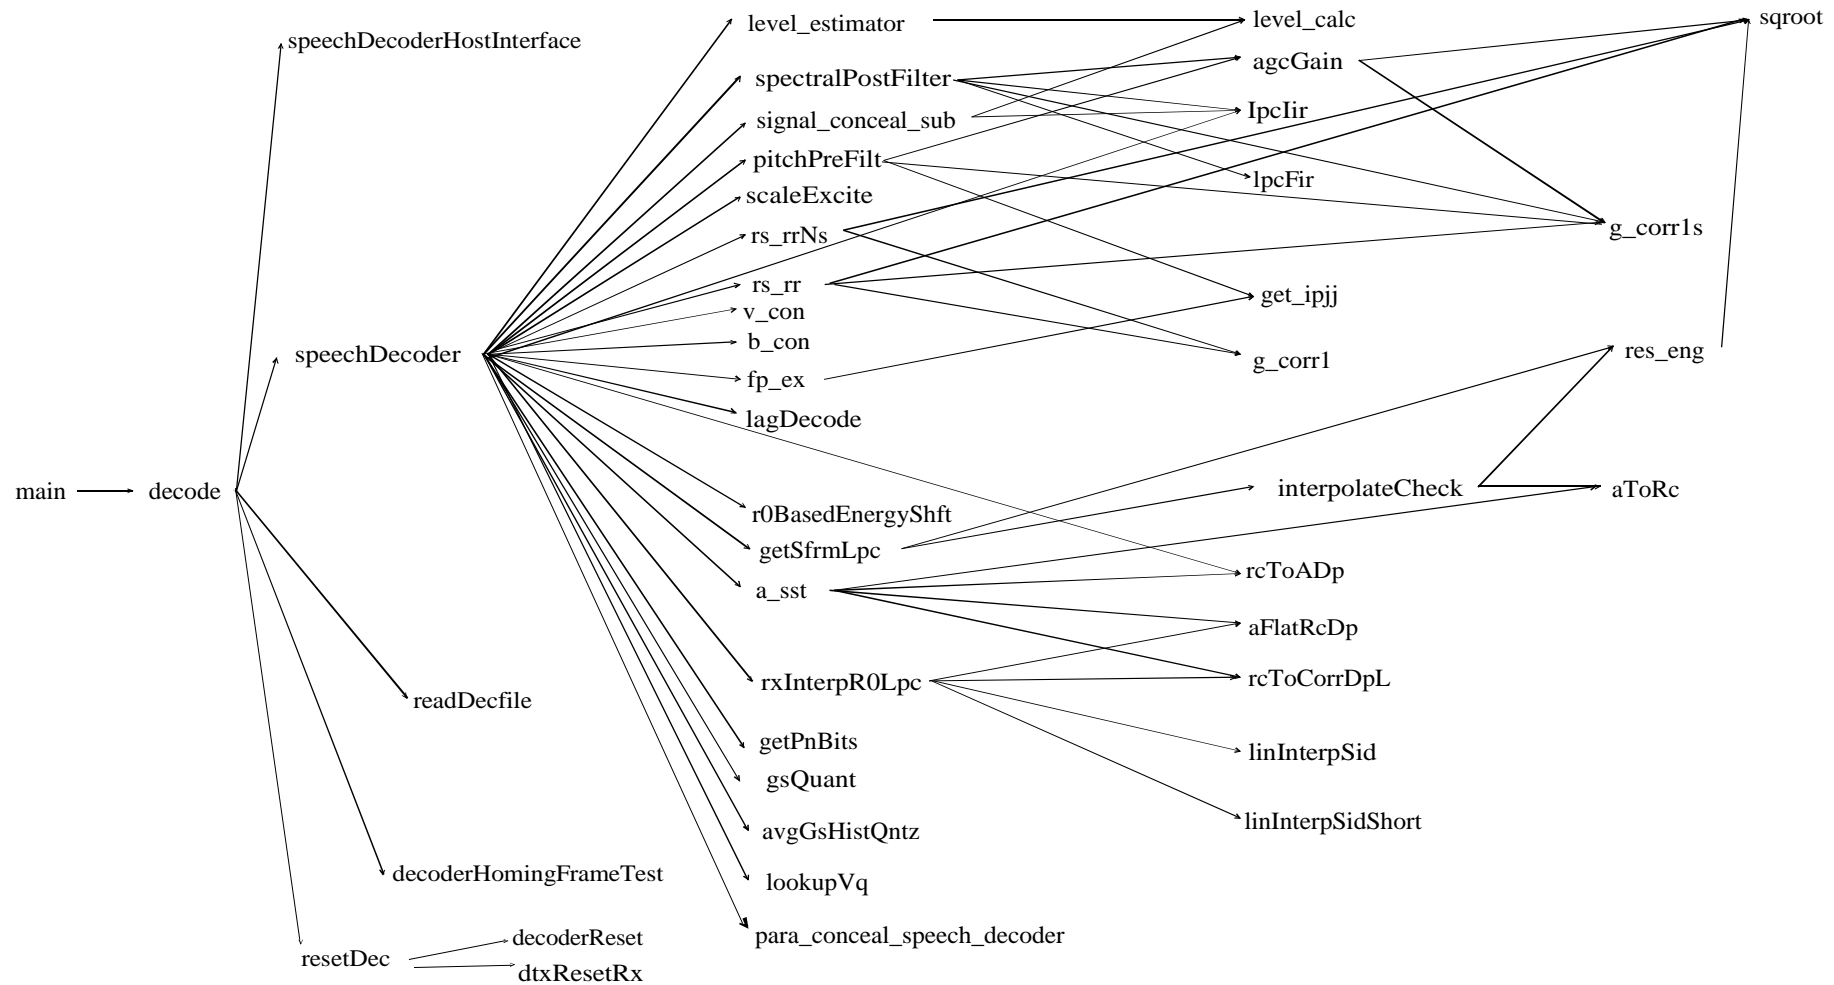 level_estimator
level_calc
sqroot
speechDecoderHostInterface
agcGain
spectralPostFilter
IpcIir
signal_conceal_sub
pitchPreFilt
lpcFir
scaleExcite
g_corr1s
rs_rrNs
rs_rr
get_ipjj
v_con
b_con
res_eng
speechDecoder
g_corr1
fp_ex
lagDecode
main
decode
interpolateCheck
aToRc
r0BasedEnergyShft
getSfrmLpc
rcToADp
a_sst
aFlatRcDp
rcToCorrDpL
rxInterpR0Lpc
readDecfile
getPnBits
linInterpSid
gsQuant
linInterpSidShort
avgGsHistQntz
decoderHomingFrameTest
lookupVq
para_conceal_speech_decoder
decoderReset
resetDec
dtxResetRx